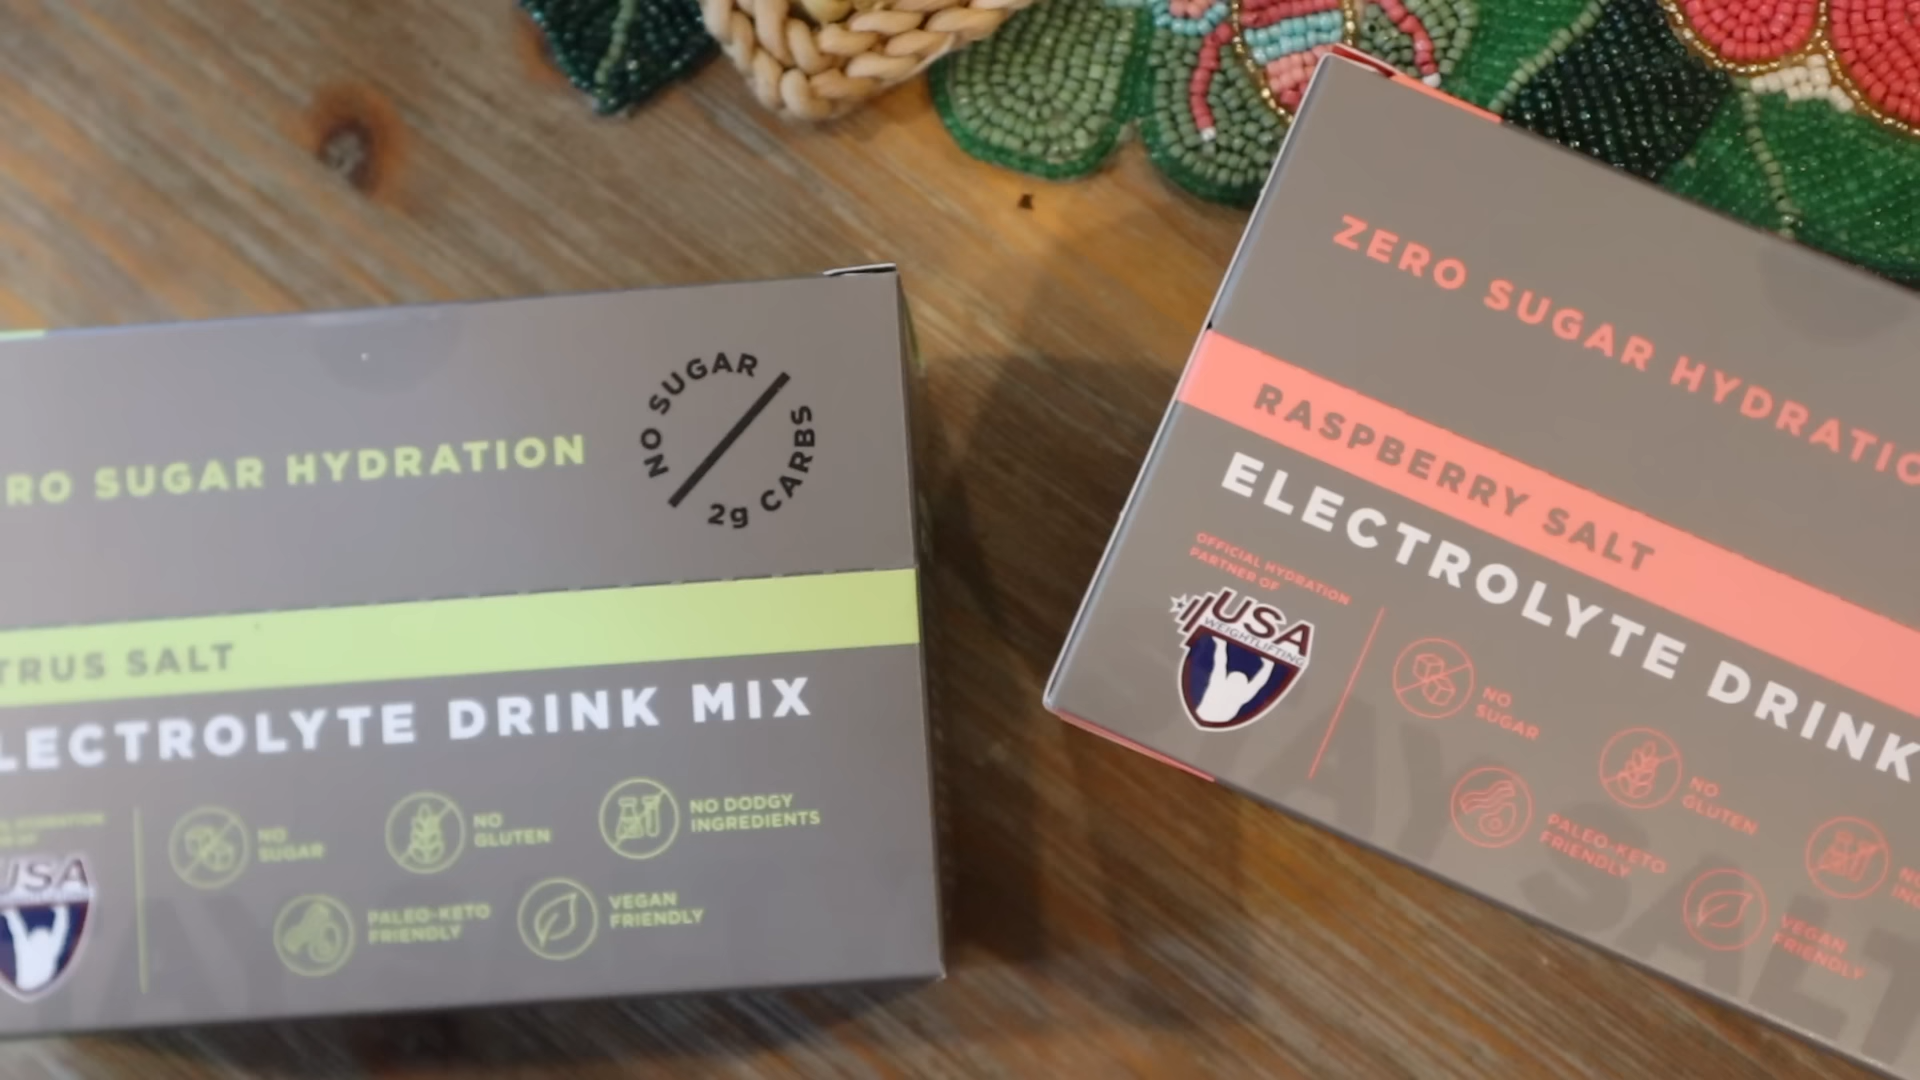 RO SUGAR HYDRATION
NO SUGAR
2g CARBS
TRUS SALT
LECTROLYTE DRINK MIX
USA
NO
SUGAR
NO
GLUTEN
NO DODGY
INGREDIENTS
PALEO-KETO
FRIENDLY
VEGAN
FRIENDLY
ZERO SUGAR HYDRATIO
RASPBERRY SALT
ELECTROLYTE DRINK
OFFICIAL HYDRATION
PARTNER OF
USA
WEIGHTLIFTING
NO
SUGAR
NO
GLUTEN
PALEO-KETO
FRIENDLY
VEGAN
FRIENDLY